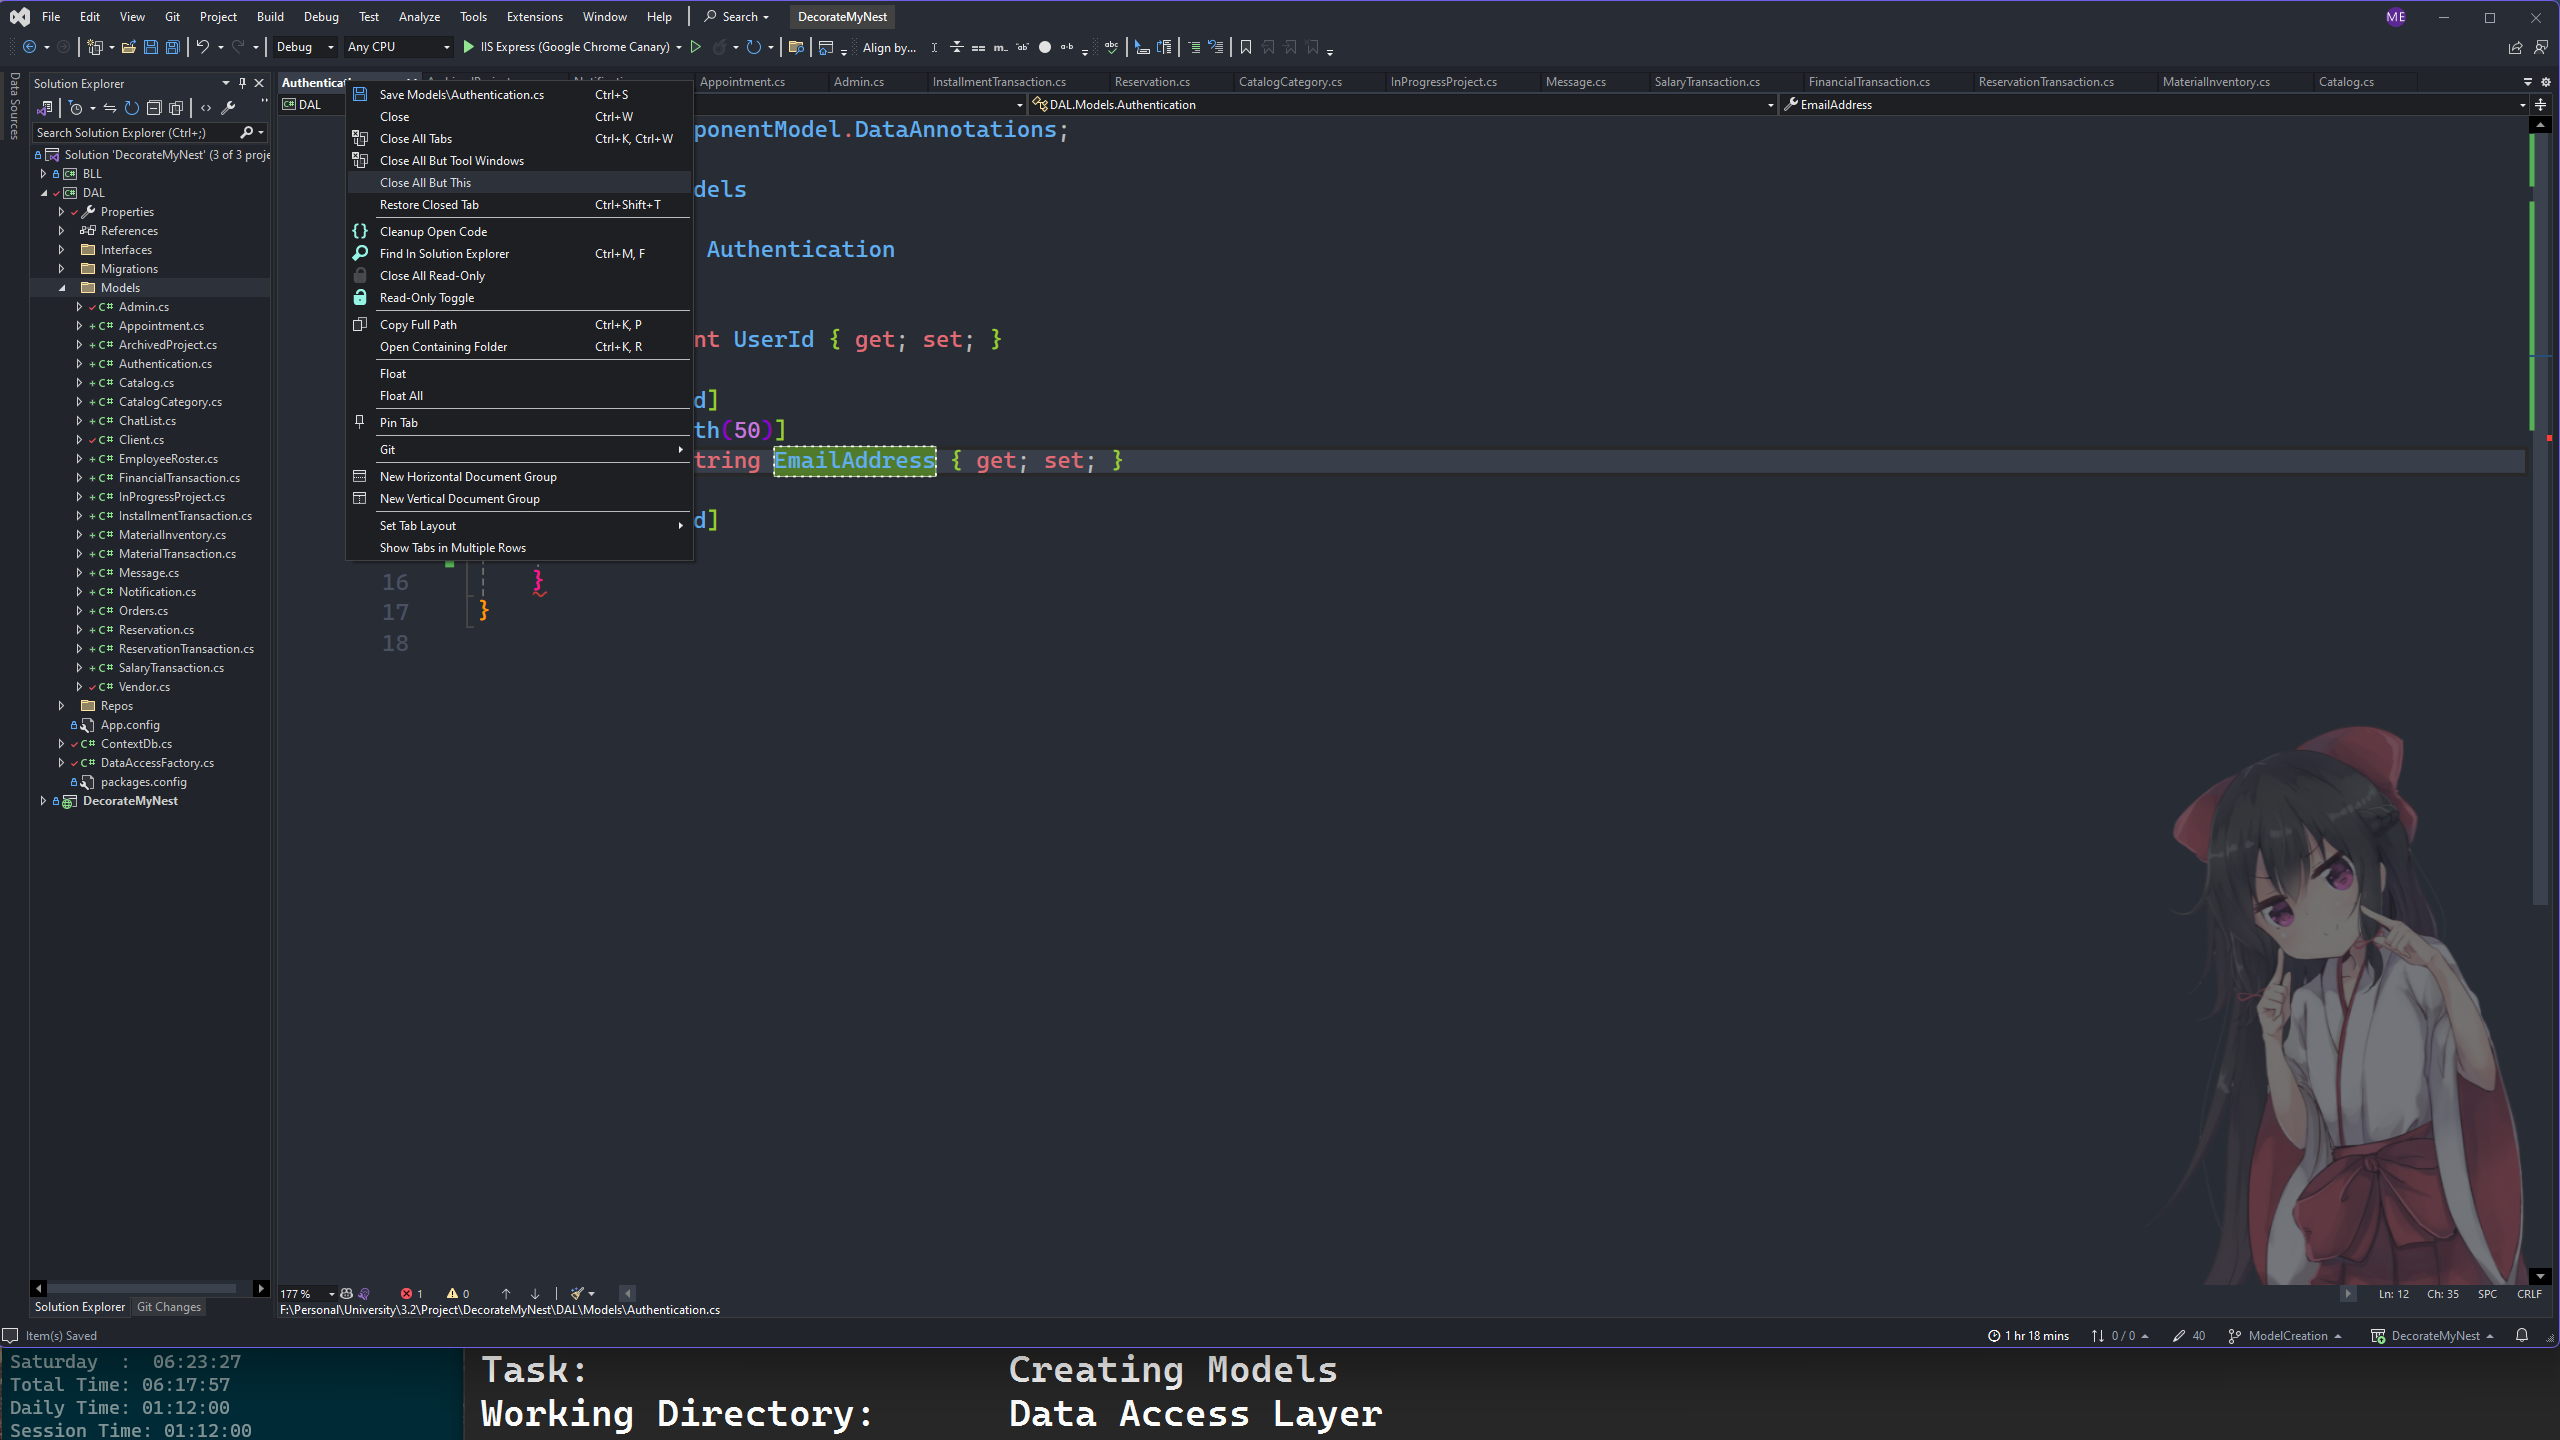 File Edit View Git Project Build Debug Test Analyze Tools Extensions Window Help Search DecorateMyNest ME
Debug Any CPU IIS Express (Google Chrome Canary) Align by...
Data Sources
Solution Explorer
Search Solution Explorer (Ctrl+;)
Solution 'DecorateMyNest' (3 of 3 proje
BLL
DAL
Properties
References
Interfaces
Migrations
Models
C# Admin.cs
C# Appointment.cs
C# ArchivedProject.cs
C# Authentication.cs
C# Catalog.cs
C# CatalogCategory.cs
C# ChatList.cs
C# Client.cs
C# EmployeeRoster.cs
C# FinancialTransaction.cs
C# InProgressProject.cs
C# InstallmentTransaction.cs
C# MaterialInventory.cs
C# MaterialTransaction.cs
C# Message.cs
C# Notification.cs
C# Orders.cs
C# Reservation.cs
C# ReservationTransaction.cs
C# SalaryTransaction.cs
C# Vendor.cs
Repos
App.config
C# ContextDb.cs
C# DataAccessFactory.cs
packages.config
DecorateMyNest
Solution Explorer Git Changes
Appointment.cs Admin.cs InstallmentTransaction.cs Reservation.cs CatalogCategory.cs InProgressProject.cs Message.cs SalaryTransaction.cs FinancialTransaction.cs ReservationTransaction.cs MaterialInventory.cs Catalog.cs
DAL DAL.Models.Authentication EmailAddress
Save Models\Authentication.cs Ctrl+S
Close Ctrl+W
Close All Tabs Ctrl+K, Ctrl+W
Close All But Tool Windows
Close All But This
Restore Closed Tab Ctrl+Shift+T
Cleanup Open Code
Find In Solution Explorer Ctrl+M, F
Close All Read-Only
Read-Only Toggle
Copy Full Path Ctrl+K, P
Open Containing Folder Ctrl+K, R
Float
Float All
Pin Tab
Git
New Horizontal Document Group
New Vertical Document Group
Set Tab Layout
Show Tabs in Multiple Rows
ponentModel.DataAnnotations;
dels
Authentication
nt UserId { get; set; }
d]
th(50)]
tring EmailAddress { get; set; }
d]
16 }
17 }
18
177 % 1 0 Ln: 12 Ch: 35 SPC CRLF
F:\Personal\University\3.2\Project\DecorateMyNest\DAL\Models\Authentication.cs
Item(s) Saved 1 hr 18 mins 0 / 0 40 ModelCreation DecorateMyNest
Saturday : 06:23:27
Total Time: 06:17:57
Daily Time: 01:12:00
Session Time: 01:12:00
Task: Creating Models
Working Directory: Data Access Layer